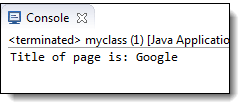 Console
<terminated> myclass (1) [Java Applicatio
Title of page is: Google